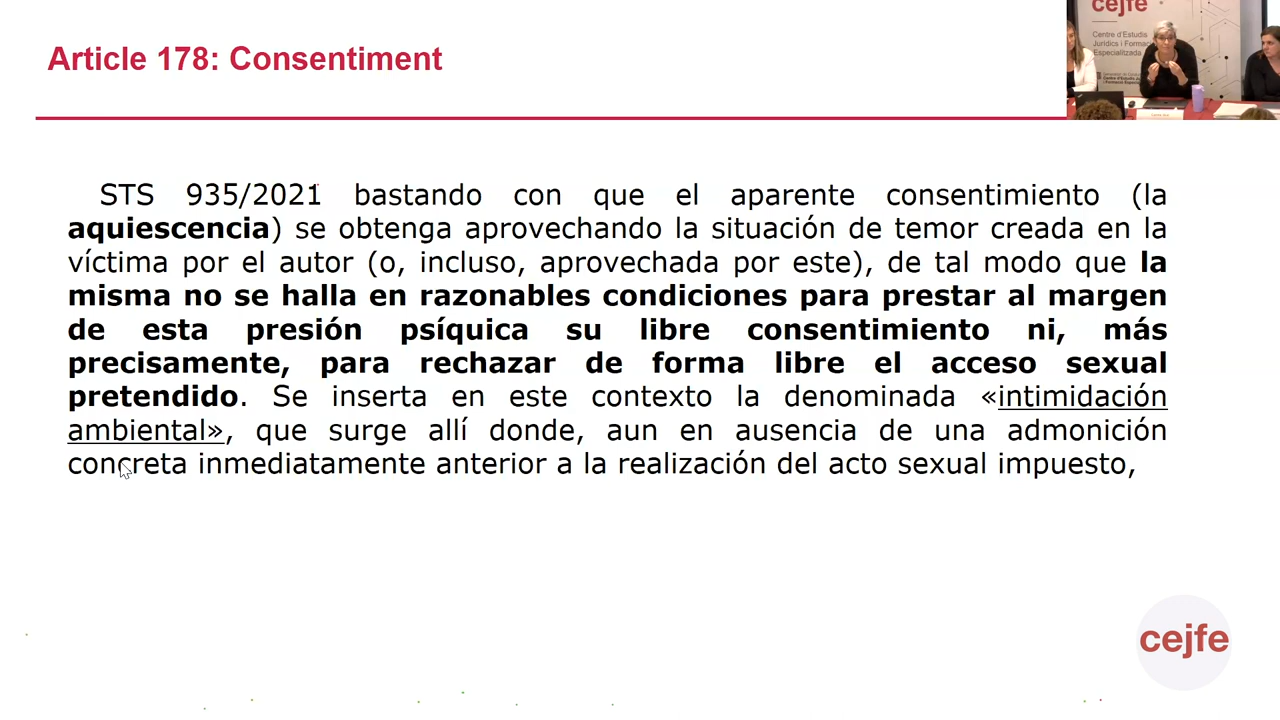 Article 178: Consentiment
cejfe
Centre d'Estudis
Jurídics i Formació
Especialitzada
STS 935/2021 bastando con que el aparente consentimiento (la
aquiescencia) se obtenga aprovechando la situación de temor creada en la
víctima por el autor (o, incluso, aprovechada por este), de tal modo que la
misma no se halla en razonables condiciones para prestar al margen
de esta presión psíquica su libre consentimiento ni, más
precisamente, para rechazar de forma libre el acceso sexual
pretendido. Se inserta en este contexto la denominada «intimidación
ambiental», que surge allí donde, aun en ausencia de una admonición
concreta inmediatamente anterior a la realización del acto sexual impuesto,
cejfe